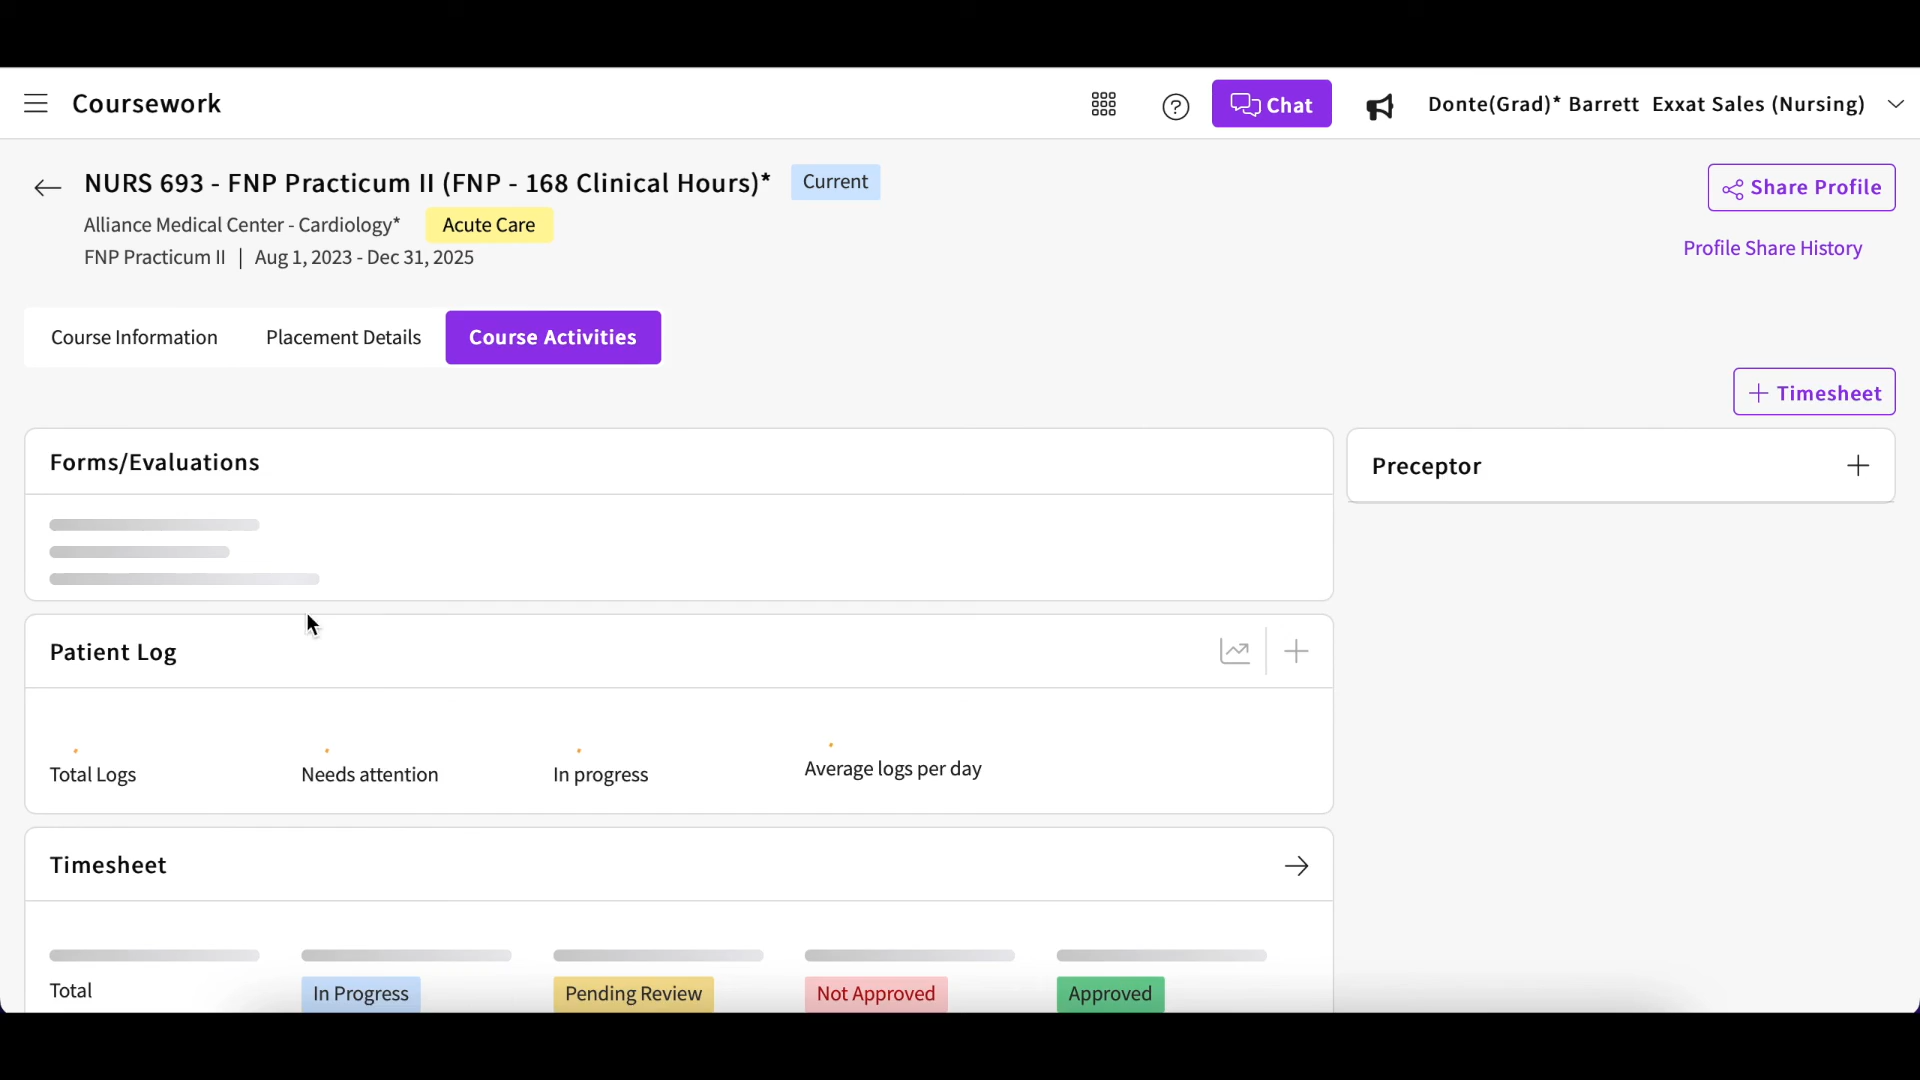 Coursework
Chat
Donte(Grad)* Barrett Exxat Sales (Nursing)
NURS 693 - FNP Practicum II (FNP - 168 Clinical Hours)* Current
Share Profile
Alliance Medical Center - Cardiology* Acute Care
Profile Share History
FNP Practicum II | Aug 1, 2023 - Dec 31, 2025
Course Information Placement Details Course Activities
+ Timesheet
Forms/Evaluations
Preceptor
Patient Log
Total Logs Needs attention In progress Average logs per day
Timesheet
Total In Progress Pending Review Not Approved Approved